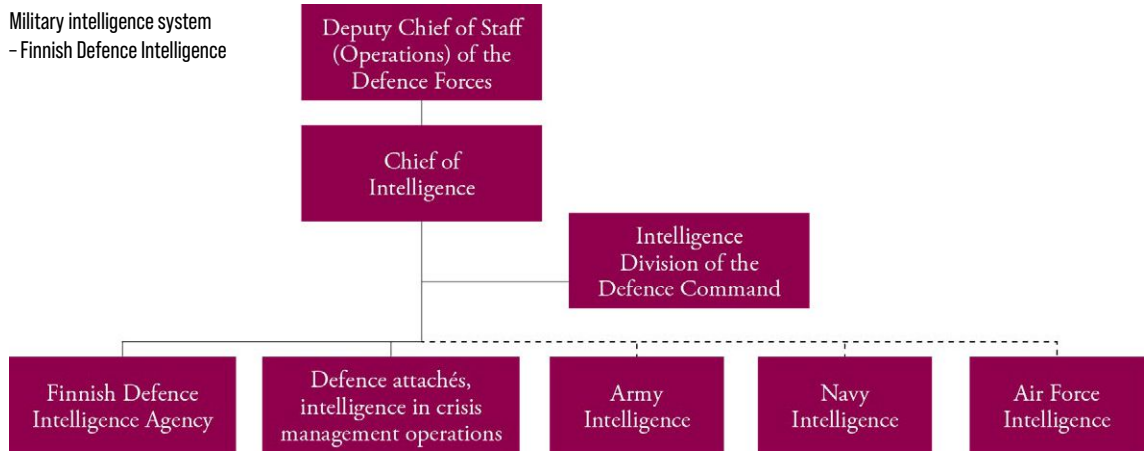 Military intelligence system
– Finnish Defence Intelligence
Deputy Chief of Staff
(Operations) of the
Defence Forces
Chief of
Intelligence
Intelligence
Division of the
Defence Command
Finnish Defence
Intelligence Agency
Defence attachés,
intelligence in crisis
management operations
Army
Intelligence
Navy
Intelligence
Air Force
Intelligence